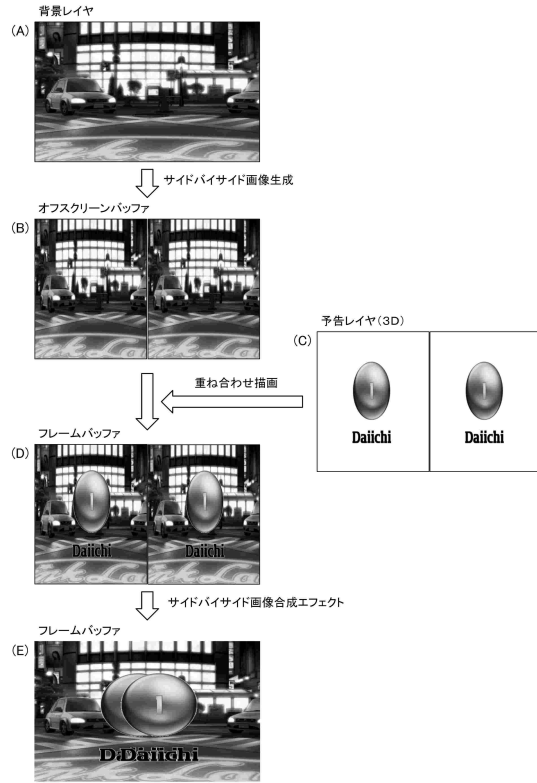 背景レイヤ
(A)
サイドバイサイド画像生成
オフスクリーンバッファ
(B)
予告レイヤ(3D)
(C)
Daiichi
Daiichi
重ね合わせ描画
フレームバッファ
(D)
Daiichi
Daiichi
サイドバイサイド画像合成エフェクト
フレームバッファ
(E)
DDaiichi